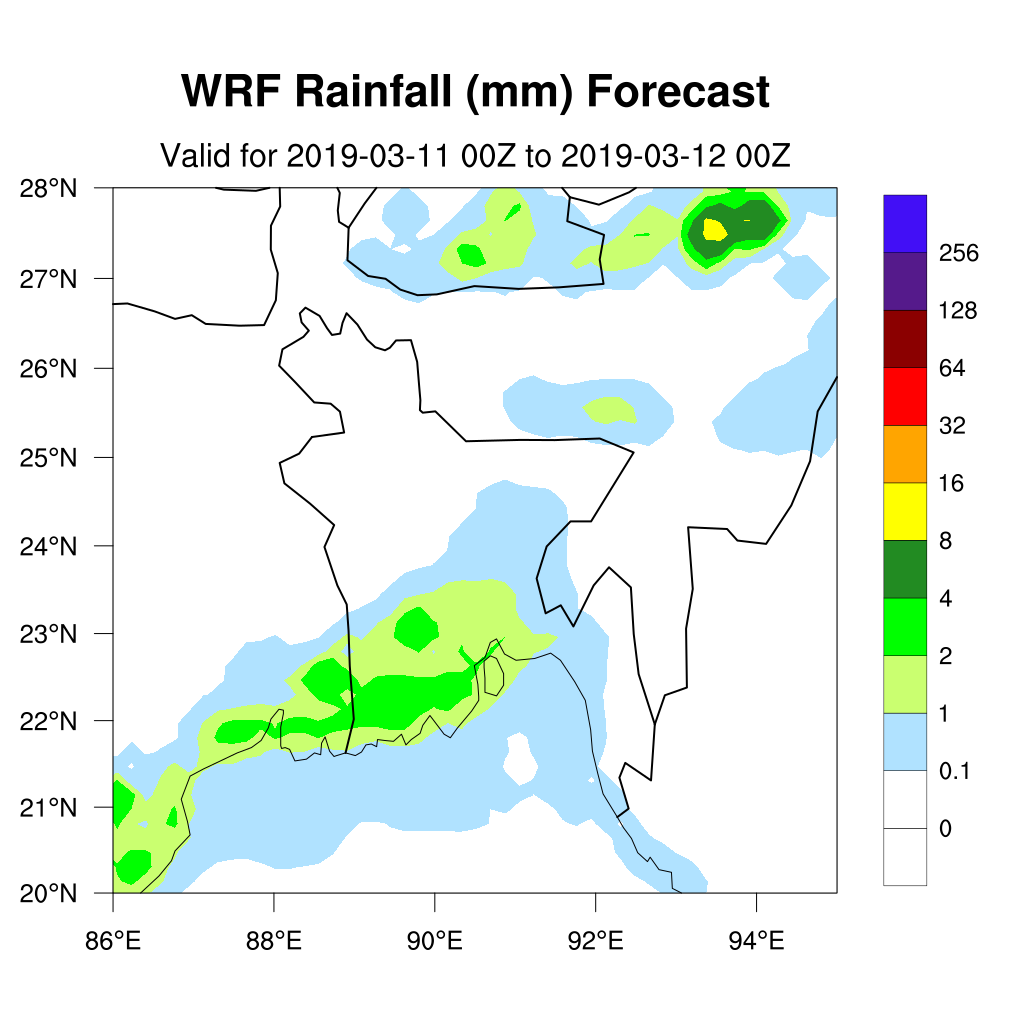 WRF Rainfall (mm) Forecast
Valid for 2019-03-11 00Z to 2019-03-12 00Z
28°N
27°N
26°N
25°N
24°N
23°N
22°N
21°N
20°N
86°E 88°E 90°E 92°E 94°E
256
128
64
32
16
8
4
2
1
0.1
0